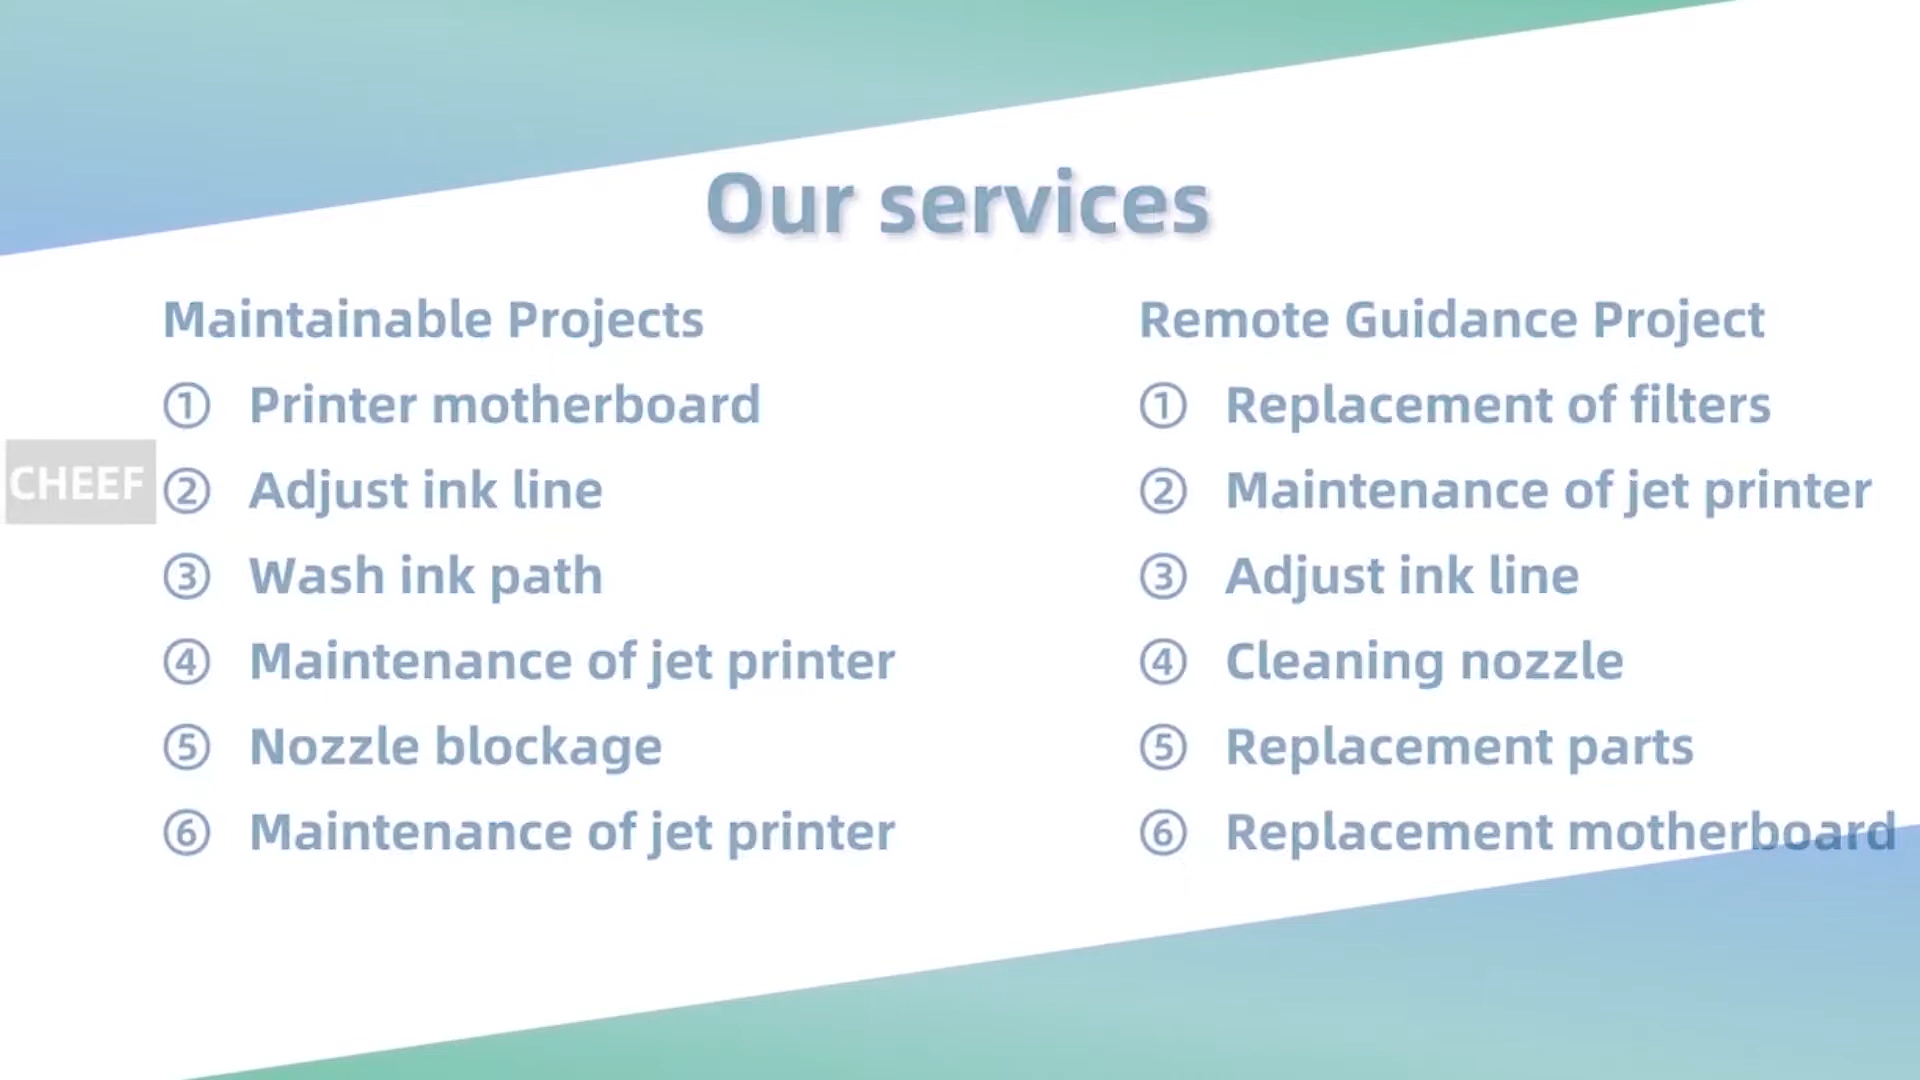 Our services
Maintainable Projects
① Printer motherboard
② Adjust ink line
③ Wash ink path
④ Maintenance of jet printer
⑤ Nozzle blockage
⑥ Maintenance of jet printer
Remote Guidance Project
① Replacement of filters
② Maintenance of jet printer
③ Adjust ink line
④ Cleaning nozzle
⑤ Replacement parts
⑥ Replacement motherboard
CHEEF